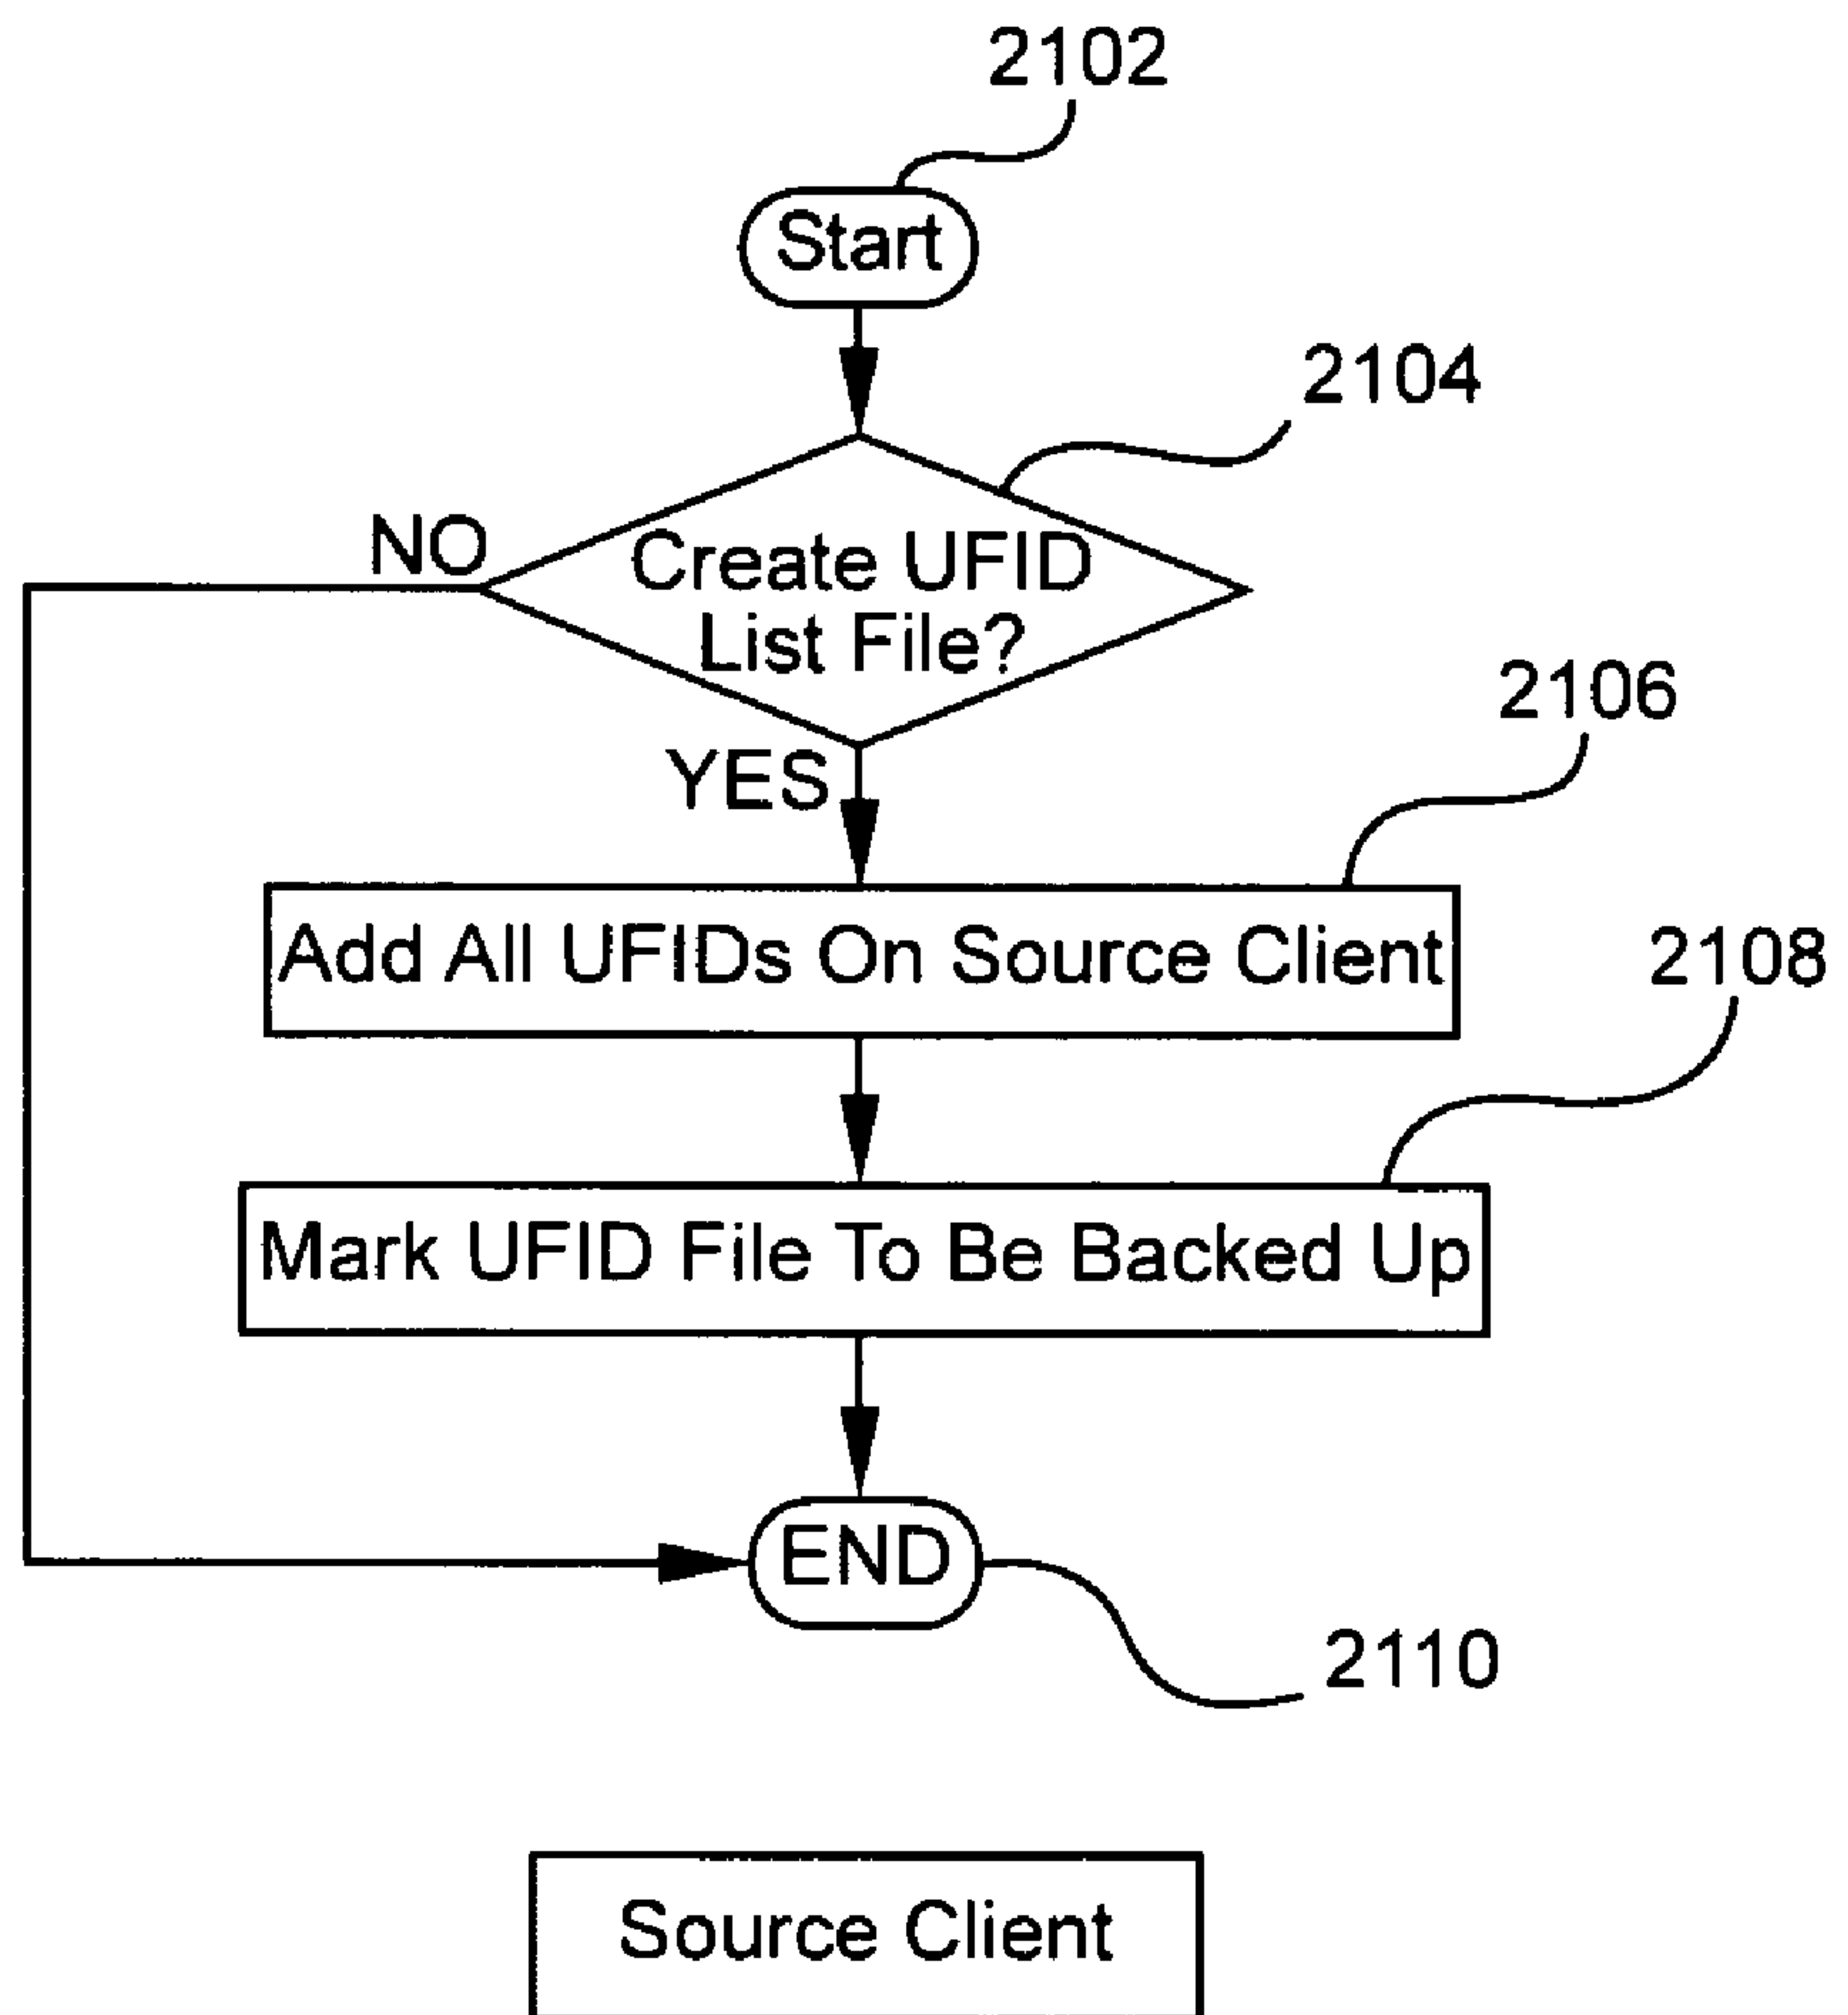 2102
Start
2104
NO
Create UFID
List File?
2106
YES
Add All UFIDs On Source Client
2108
Mark UFID File To Be Backed Up
END
2110
Source Client